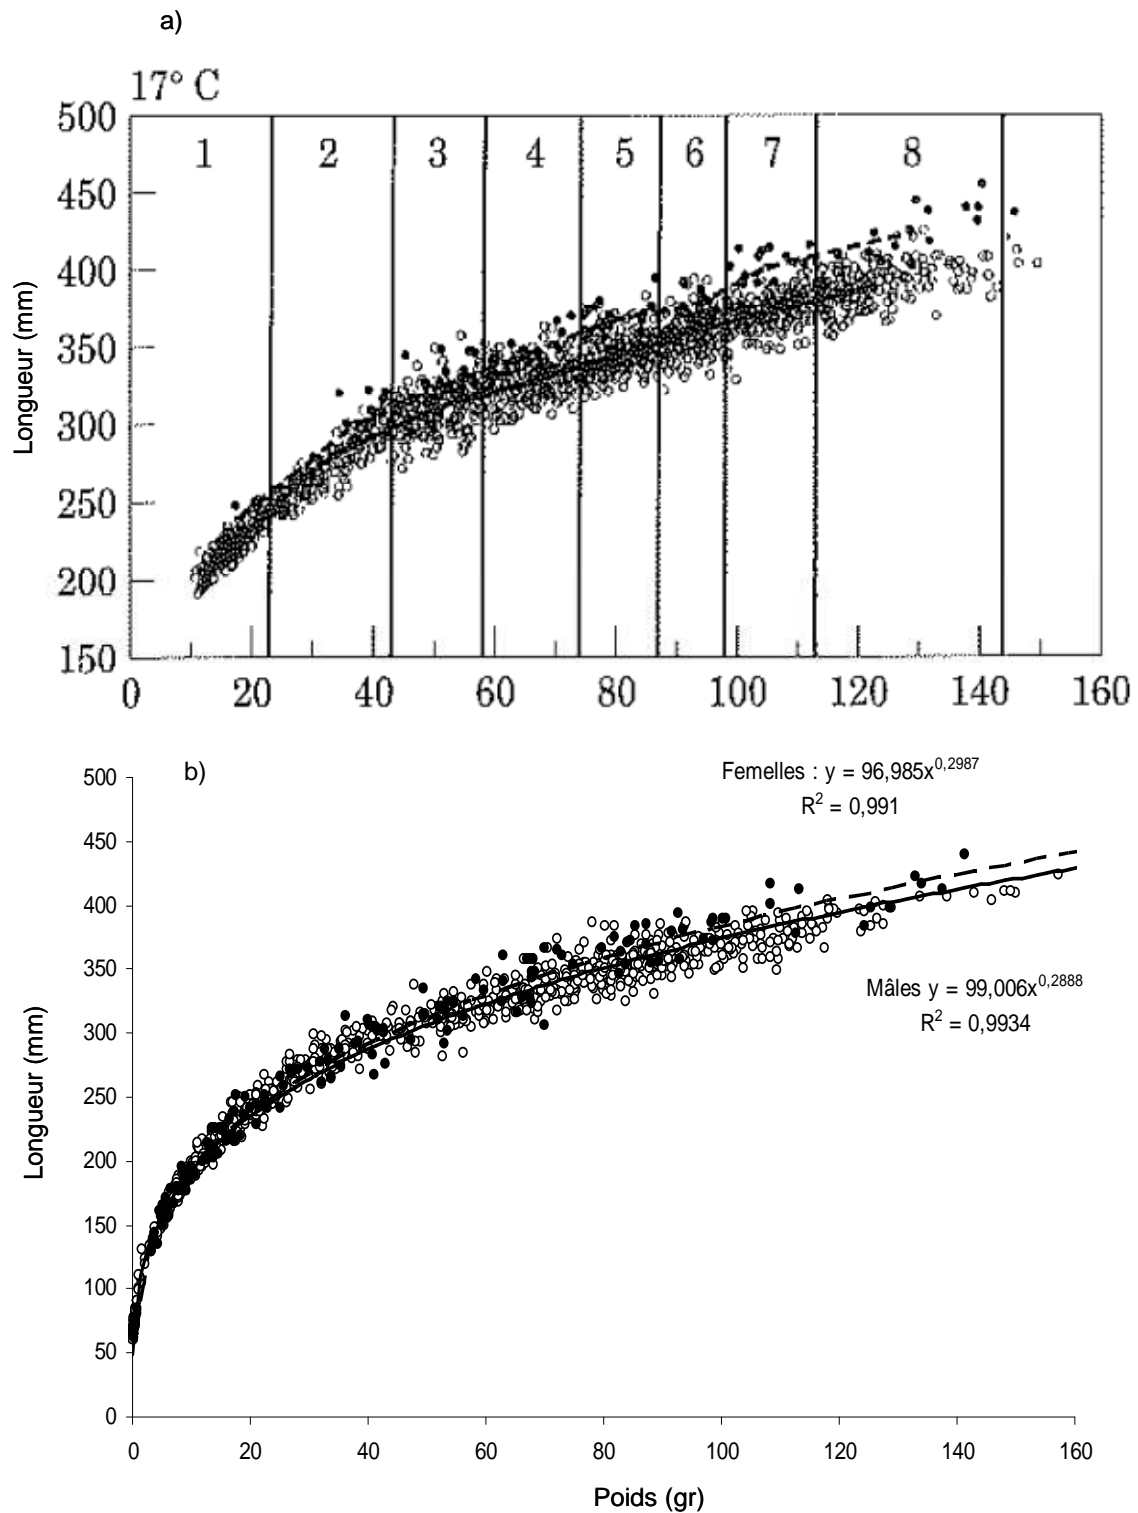 a)
17° C
500
450
400
350
300
250
200
150
1 2 3 4 5 6 7 8
Longueur (mm)
0 20 40 60 80 100 120 140 160
b)
Femelles : y = 96,985x^0,2987
R² = 0,991
500
450
400
350
300
250
200
150
100
50
0
Longueur (mm)
Mâles y = 99,006x^0,2888
R² = 0,9934
0 20 40 60 80 100 120 140 160
Poids (gr)